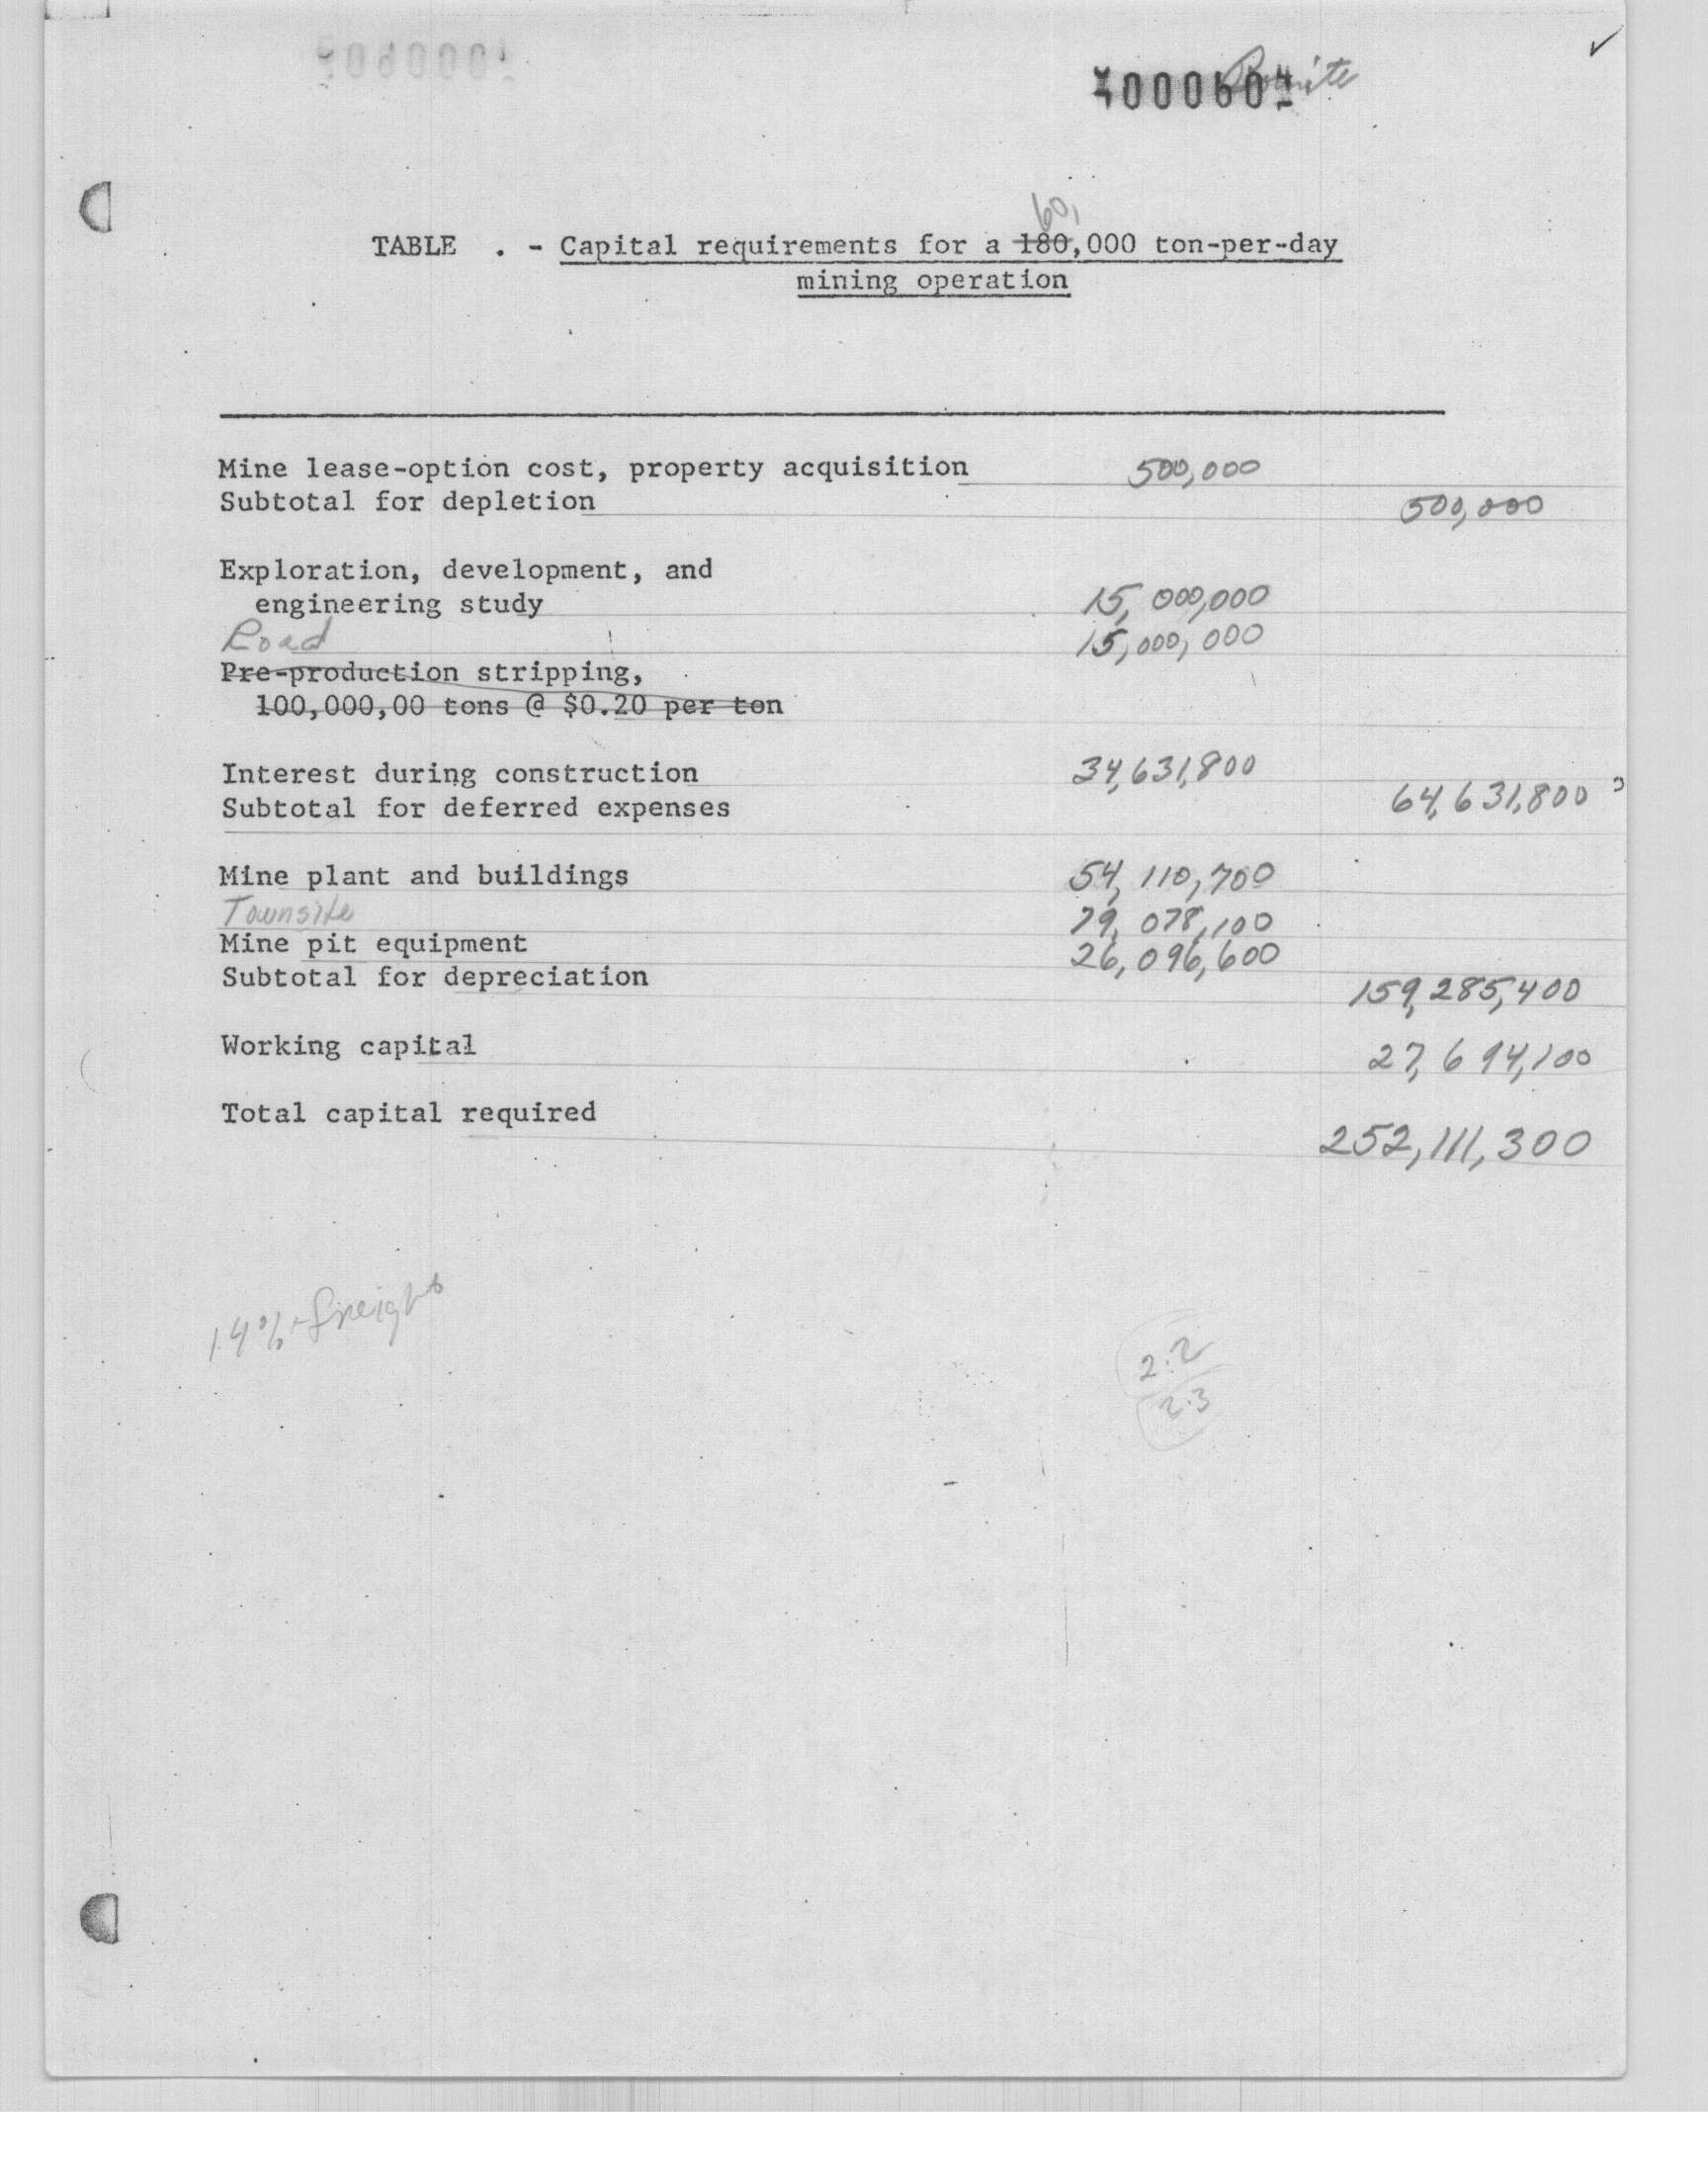 Bornite
60,
TABLE . - Capital requirements for a 180,000 ton-per-day
mining operation
Mine lease-option cost, property acquisition 500,000
Subtotal for depletion 500,000
Exploration, development, and
engineering study 15,000,000
Road 15,000,000
Pre-production stripping,
100,000,00 tons @ $0.20 per ton
Interest during construction 34,631,800
Subtotal for deferred expenses 64,631,800
Mine plant and buildings 54,110,700
Townsite 79,078,100
Mine pit equipment 26,096,600
Subtotal for depreciation 159,285,400
Working capital 27,694,100
Total capital required 252,111,300
14% freight
2.2
2.3